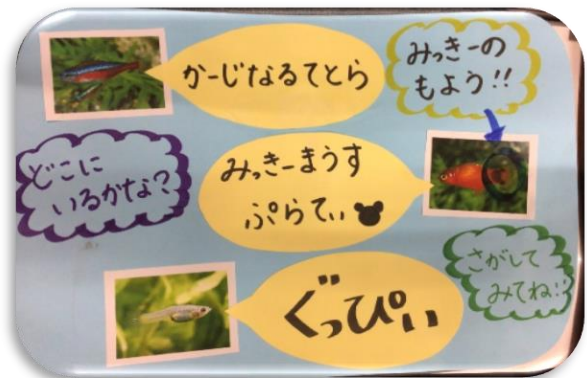 かーじなるてとら
みっきーの
もよう!!
どこに
いるかな?
みっきーまうす
ぷらてぃ
さがして
みてね!!
ぐっぴぃ